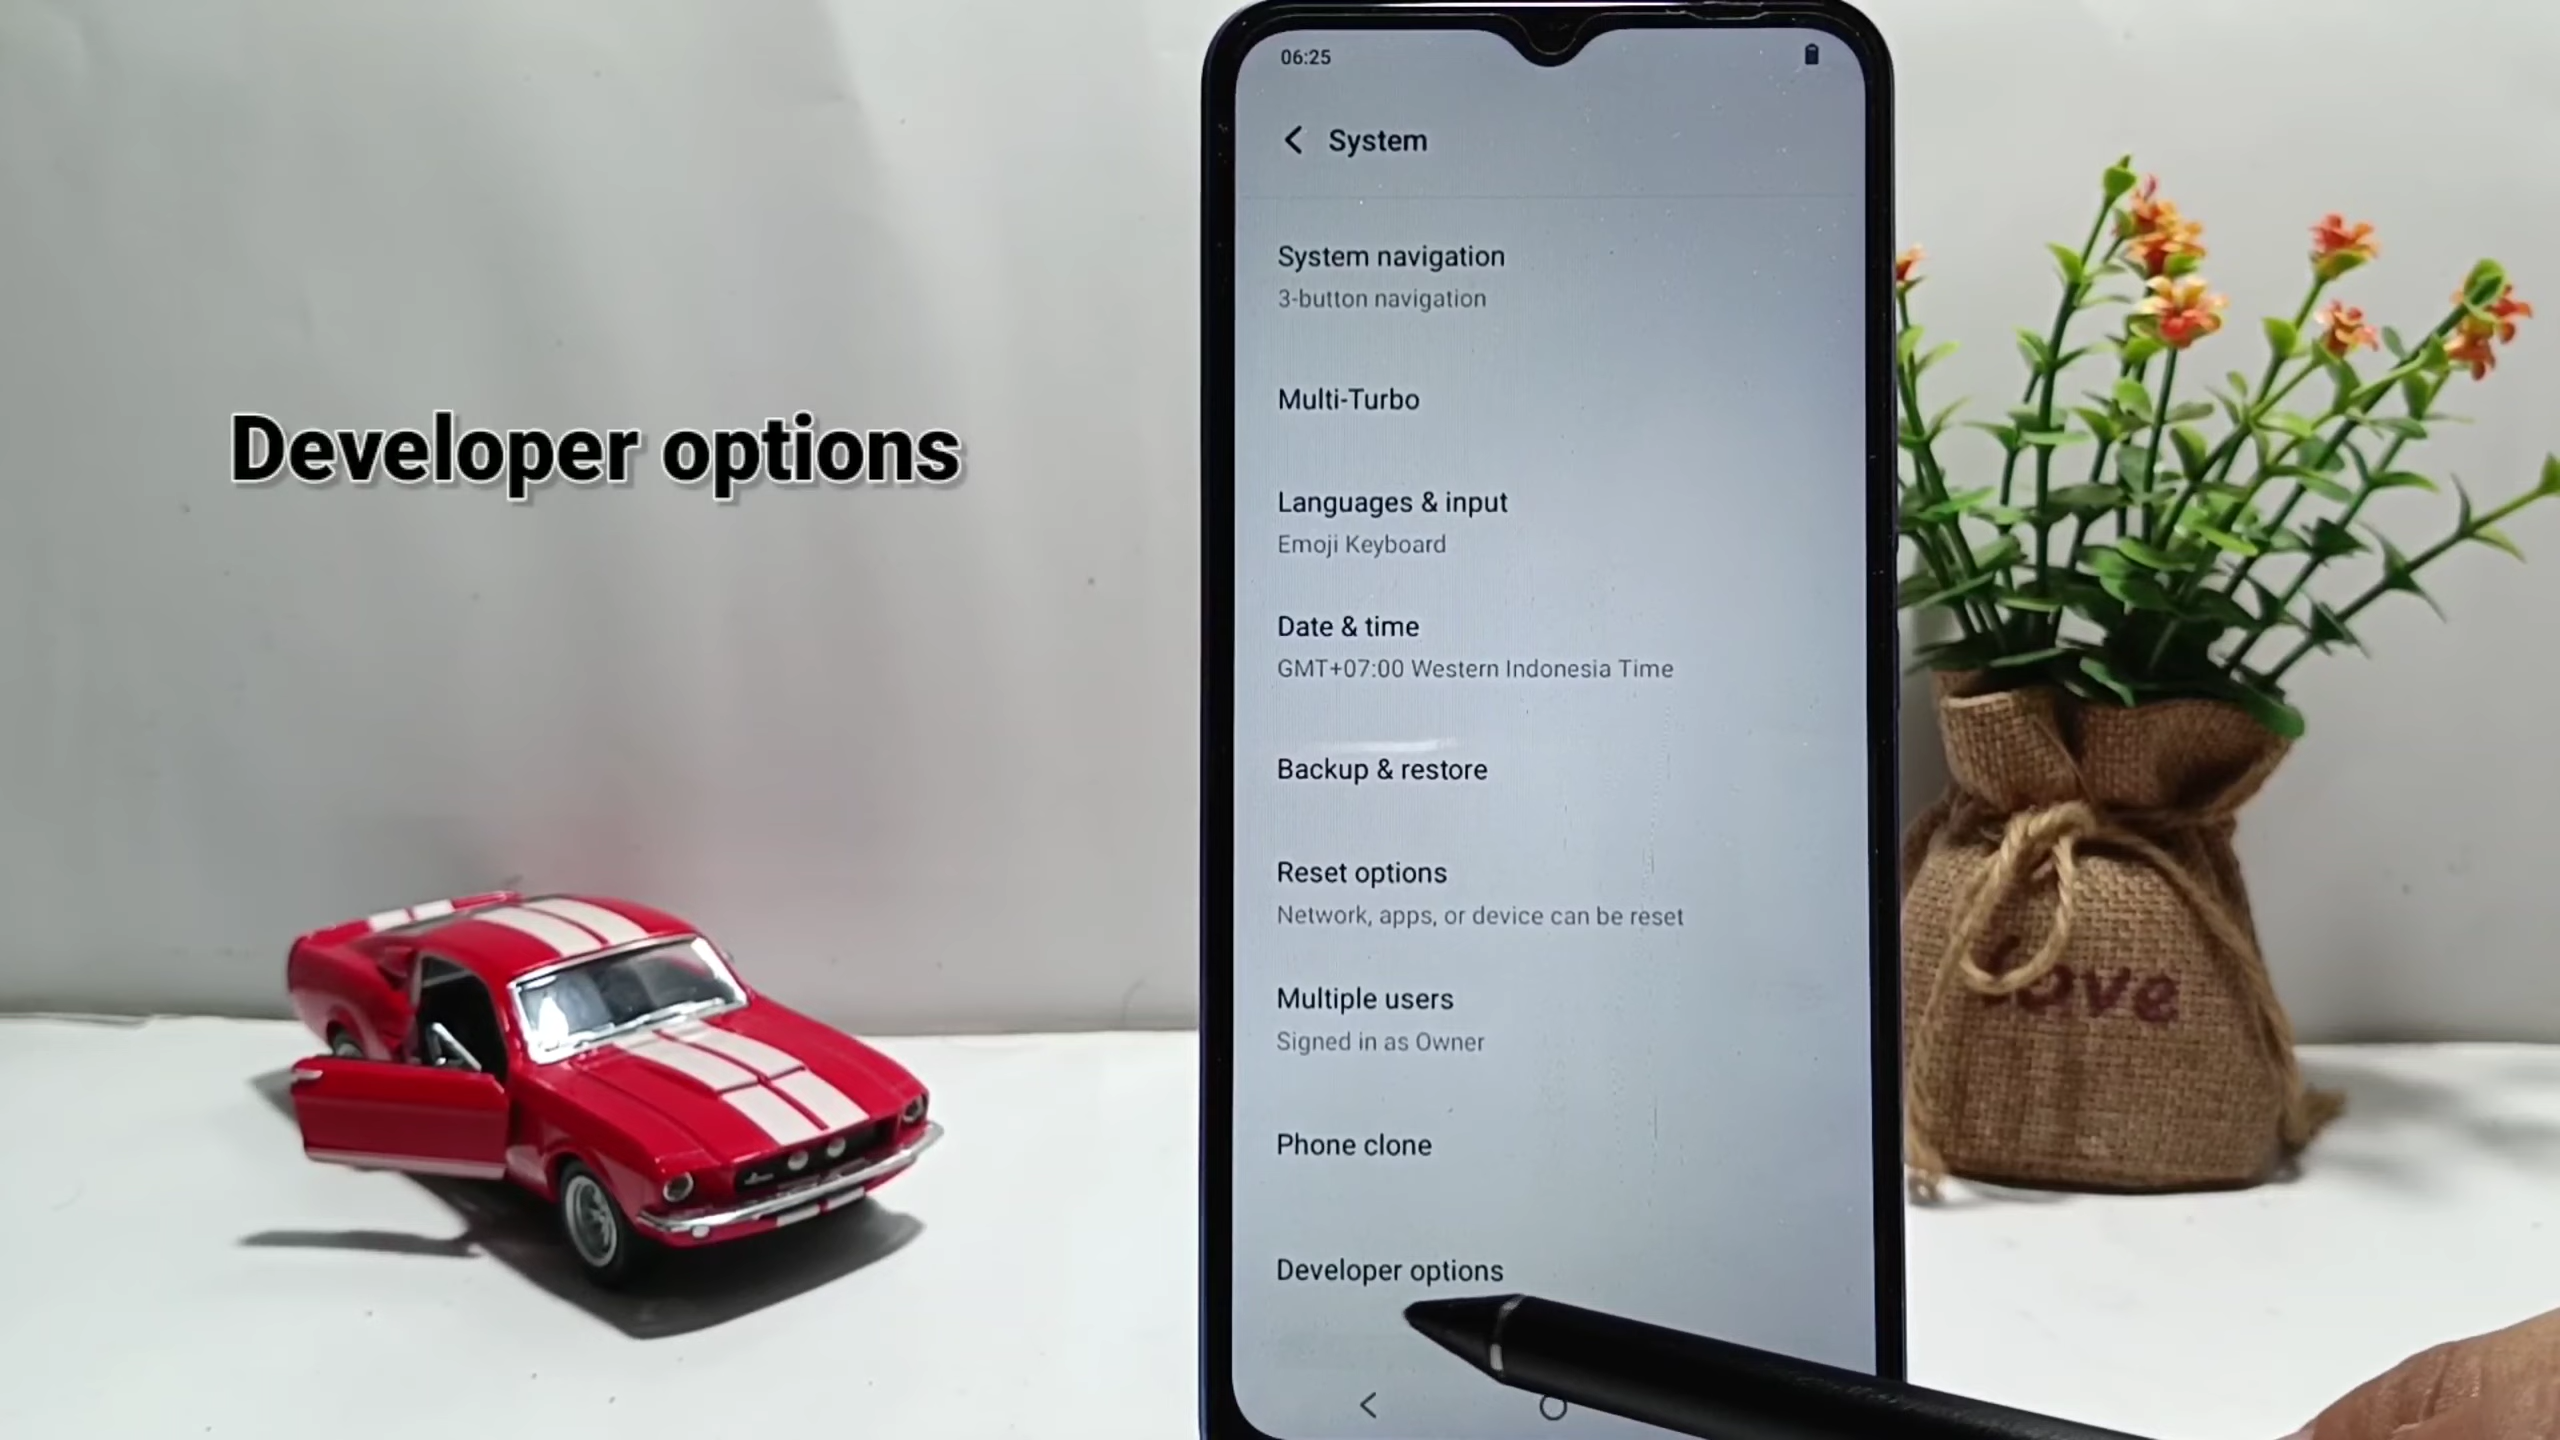 06:25
System
System navigation
3-button navigation
Multi-Turbo
Developer options
Languages & input
Emoji Keyboard
Date & time
GMT+07:00 Western Indonesia Time
Backup & restore
Reset options
Network, apps, or device can be reset
Multiple users
Signed in as Owner
Phone clone
Developer options
Love